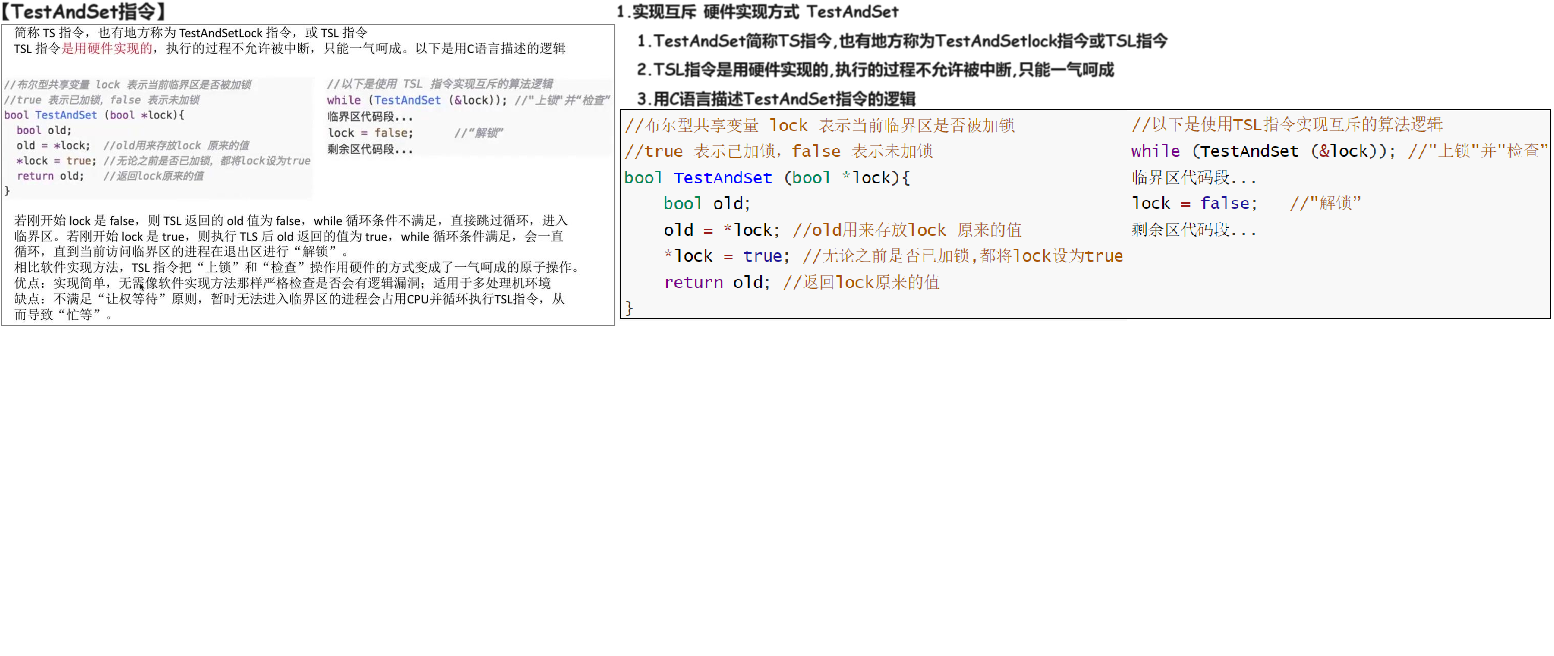 【TestAndSet指令】
简称 TS 指令，也有地方称为 TestAndSetLock 指令，或 TSL 指令
TSL 指令是用硬件实现的，执行的过程不允许被中断，只能一气呵成。以下是用C语言描述的逻辑
//布尔型共享变量 lock 表示当前临界区是否被加锁
//true 表示已加锁，false 表示未加锁
bool TestAndSet (bool *lock){
bool old;
old = *lock; //old用来存放lock 原来的值
*lock = true; //无论之前是否已加锁，都将lock设为true
return old; //返回lock原来的值
}
//以下是使用 TSL 指令实现互斥的算法逻辑
while (TestAndSet (&lock)); //“上锁”并“检查”
临界区代码段...
lock = false; //“解锁”
剩余区代码段...
若刚开始 lock 是 false，则 TSL 返回的 old 值为 false，while 循环条件不满足，直接跳过循环，进入
临界区。若刚开始 lock 是 true，则执行 TLS 后 old 返回的值为 true，while 循环条件满足，会一直
循环，直到当前访问临界区的进程在退出区进行“解锁”。
相比软件实现方法，TSL 指令把“上锁”和“检查”操作用硬件的方式变成了一气呵成的原子操作。
优点：实现简单，无需像软件实现方法那样严格检查是否会有逻辑漏洞；适用于多处理机环境
缺点：不满足“让权等待”原则，暂时无法进入临界区的进程会占用CPU并循环执行TSL指令，从
而导致“忙等”。
1.实现互斥 硬件实现方式 TestAndSet
1.TestAndSet简称TS指令,也有地方称为TestAndSetlock指令或TSL指令
2.TSL指令是用硬件实现的,执行的过程不允许被中断,只能一气呵成
3.用C语言描述TestAndSet指令的逻辑
//布尔型共享变量 lock 表示当前临界区是否被加锁
//true 表示已加锁，false 表示未加锁
bool TestAndSet (bool *lock){
bool old;
old = *lock; //old用来存放lock 原来的值
*lock = true; //无论之前是否已加锁,都将lock设为true
return old; //返回lock原来的值
}
//以下是使用TSL指令实现互斥的算法逻辑
while (TestAndSet (&lock)); //"上锁"并"检查”
临界区代码段...
lock = false; //"解锁”
剩余区代码段...